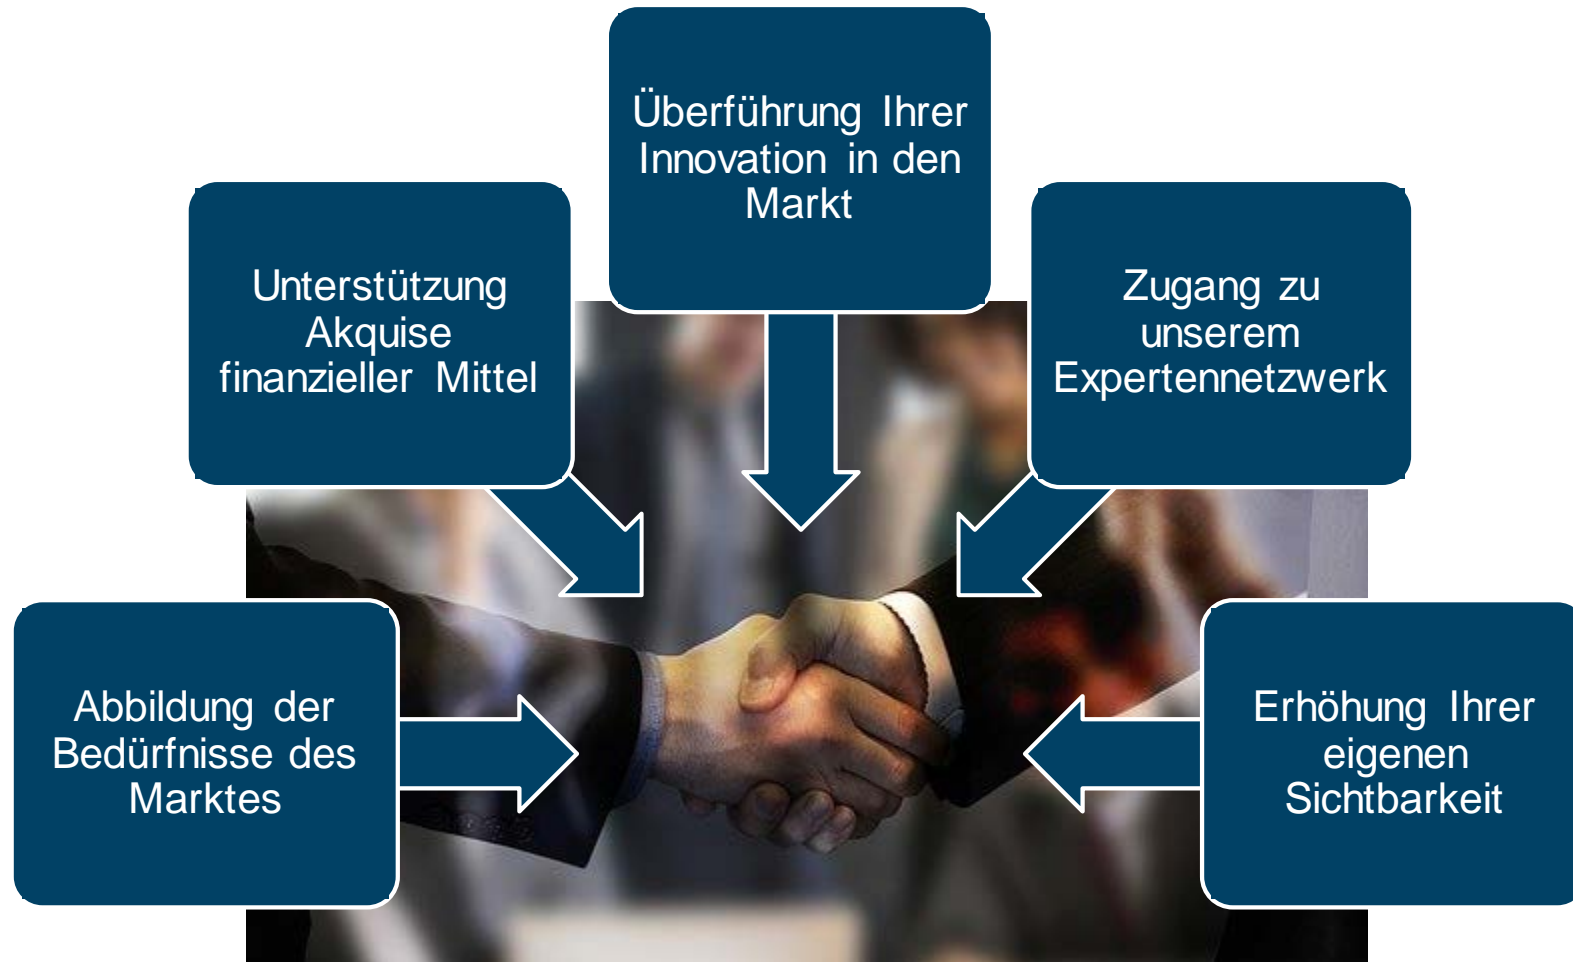 Überführung Ihrer
Innovation in den
Markt
Unterstützung
Akquise
finanzieller Mittel
Zugang zu
unserem
Expertennetzwerk
Abbildung der
Bedürfnisse des
Marktes
Erhöhung Ihrer
eigenen
Sichtbarkeit